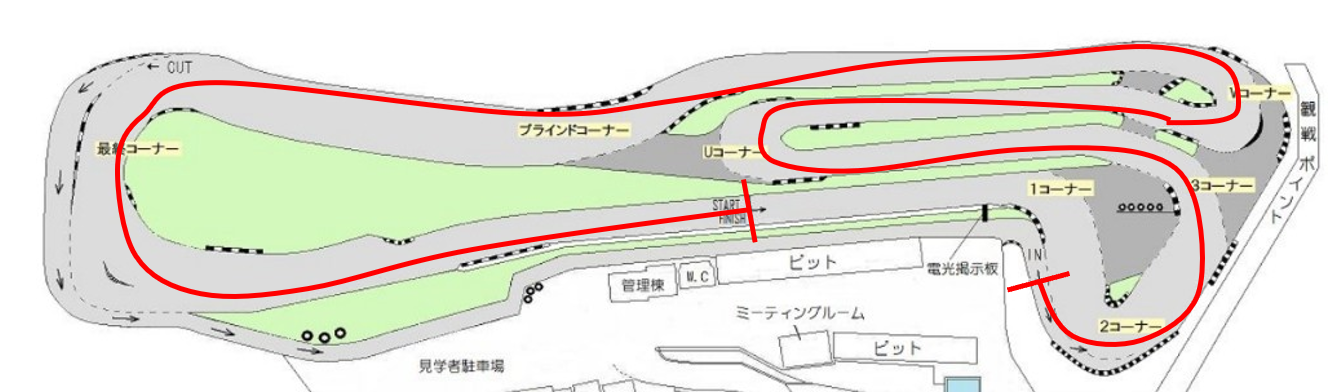 CUT
最終コーナー
ブラインドコーナー
Uコーナー
Vコーナー
観戦ポイント
1コーナー
3コーナー
START
FINISH
IN
2コーナー
電光掲示板
管理棟
W.C
ピット
ミーティングルーム
ピット
見学者駐車場